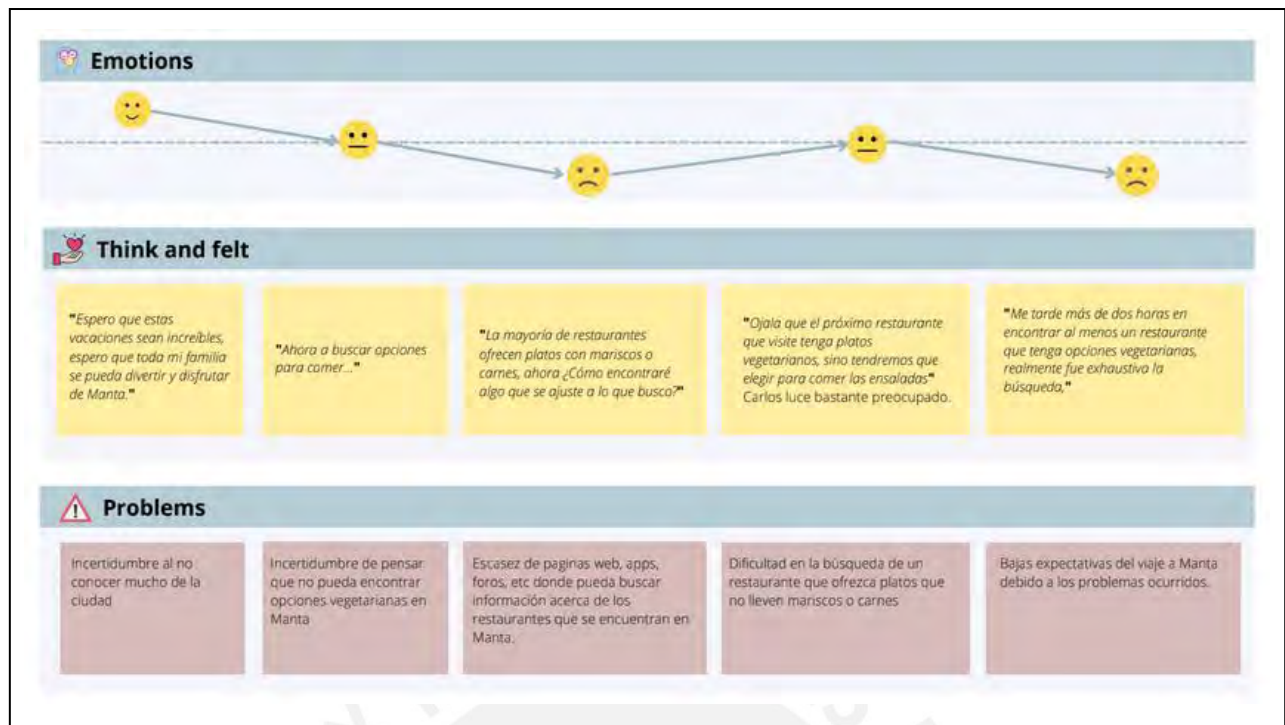 Emotions
Think and felt
"Espero que estas
vacaciones sean increíbles,
espero que toda mi familia
se pueda divertir y disfrutar
de Manta."
"Ahora a buscar opciones
para comer..."
"La mayoría de restaurantes
ofrecen platos con mariscos o
carnes, ahora ¿Cómo encontraré
algo que se ajuste a lo que busco?"
"Ojala que el próximo restaurante
que visite tenga platos
vegetarianos, sino tendremos que
elegir para comer las ensaladas"
Carlos luce bastante preocupado.
"Me tarde más de dos horas en
encontrar al menos un restaurante
que tenga opciones vegetarianas,
realmente fue exhaustiva la
búsqueda,"
Problems
Incertidumbre al no
conocer mucho de la
ciudad
Incertidumbre de pensar
que no pueda encontrar
opciones vegetarianas en
Manta
Escasez de paginas web, apps,
foros, etc donde pueda buscar
información acerca de los
restaurantes que se encuentran en
Manta.
Dificultad en la búsqueda de un
restaurante que ofrezca platos que
no lleven mariscos o carnes
Bajas expectativas del viaje a Manta
debido a los problemas ocurridos.